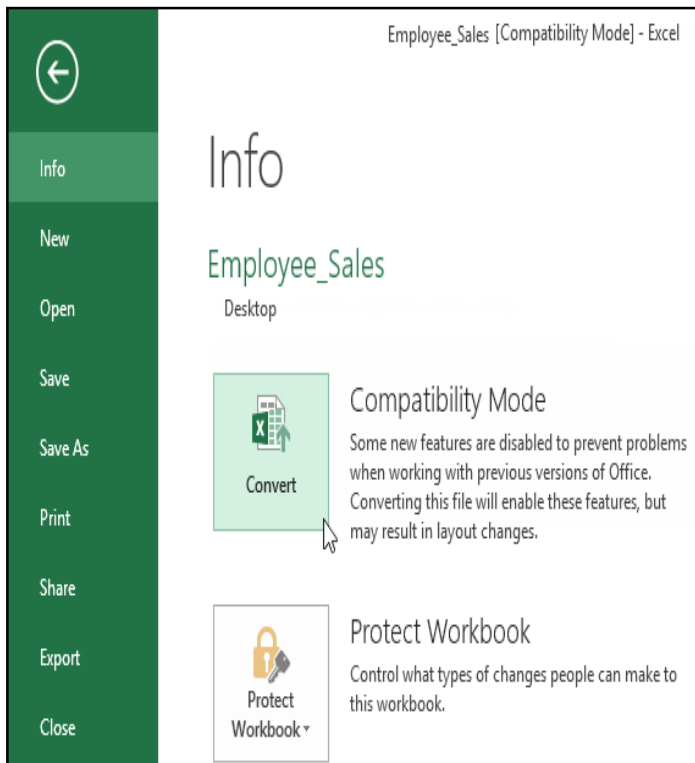 Employee_Sales [Compatibility Mode] - Excel
Info
New
Open
Save
Save As
Print
Share
Export
Close
Info
Employee_Sales
Desktop
Convert
Compatibility Mode
Some new features are disabled to prevent problems
when working with previous versions of Office.
Converting this file will enable these features, but
may result in layout changes.
Protect
Workbook
Protect Workbook
Control what types of changes people can make to
this workbook.